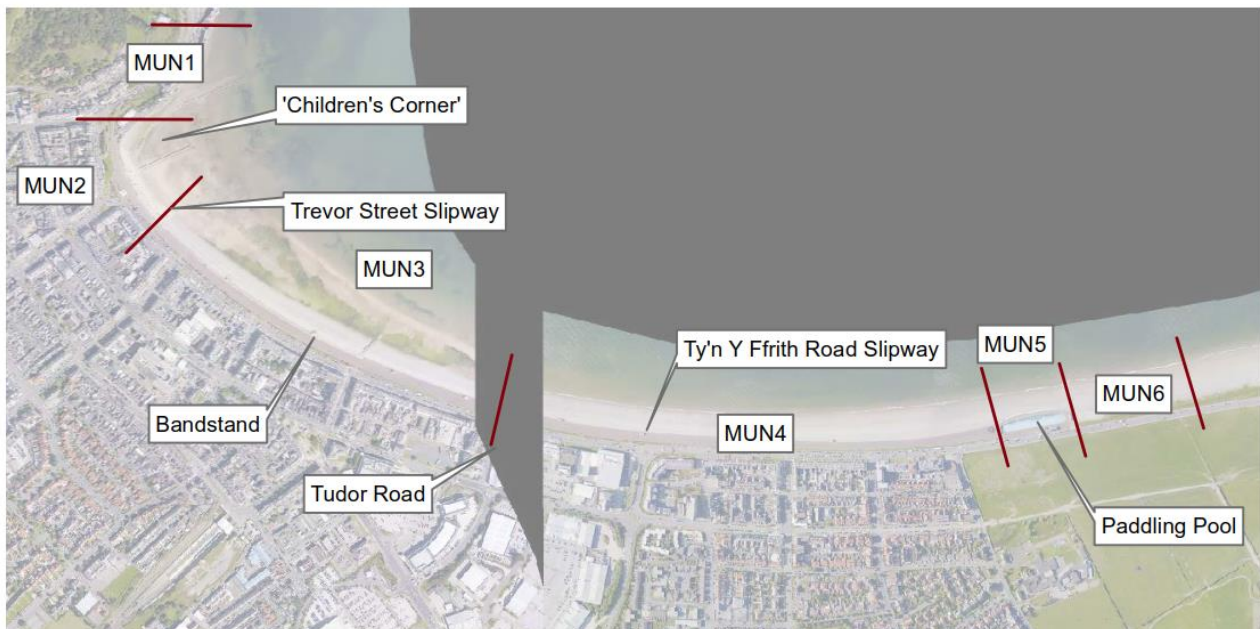 MUN1
'Children's Corner'
MUN2
Trevor Street Slipway
MUN3
Ty'n Y Ffrith Road Slipway
MUN5
MUN6
Bandstand
MUN4
Tudor Road
Paddling Pool